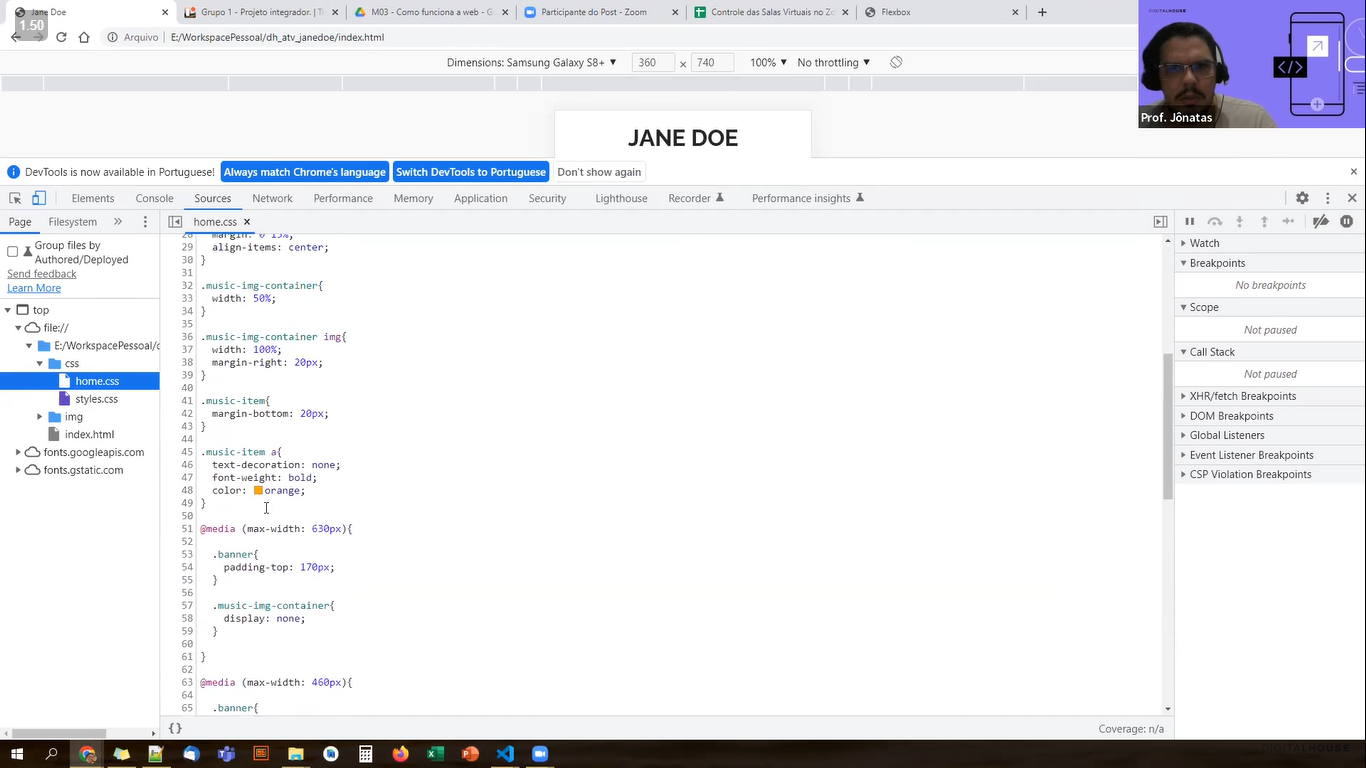 Jane Doe
Grupo 1 - Projeto integrador. | Ti
M03 - Como funciona a web - G
Participante do Post - Zoom
Controle das Salas Virtuais no Zo
Flexbox
1.50
Arquivo
E:/WorkspacePessoal/dh_atv_janedoe/index.html
Dimensions: Samsung Galaxy S8+ ▼ 360 × 740 100% ▼ No throttling ▼
DIGITALHOUSE
</>
Prof. Jônatas
JANE DOE
DevTools is now available in Portuguese!
Always match Chrome's language
Switch DevTools to Portuguese
Don't show again
Elements Console Sources Network Performance Memory Application Security Lighthouse Recorder Performance insights
Page Filesystem »
home.css
Group files by
Authored/Deployed
Send feedback
Learn More
top
file://
E:/WorkspacePessoal/d
css
home.css
styles.css
img
index.html
fonts.googleapis.com
fonts.gstatic.com
28 margin: 0 15%;
29 align-items: center;
30 }
31
32 .music-img-container{
33 width: 50%;
34 }
35
36 .music-img-container img{
37 width: 100%;
38 margin-right: 20px;
39 }
40
41 .music-item{
42 margin-bottom: 20px;
43 }
44
45 .music-item a{
46 text-decoration: none;
47 font-weight: bold;
48 color: orange;
49 }
50
51 @media (max-width: 630px){
52
53 .banner{
54 padding-top: 170px;
55 }
56
57 .music-img-container{
58 display: none;
59 }
60
61 }
62
63 @media (max-width: 460px){
64
65 .banner{
{}
Coverage: n/a
Watch
Breakpoints
No breakpoints
Scope
Not paused
Call Stack
Not paused
XHR/fetch Breakpoints
DOM Breakpoints
Global Listeners
Event Listener Breakpoints
CSP Violation Breakpoints
DIGITALHOUSE